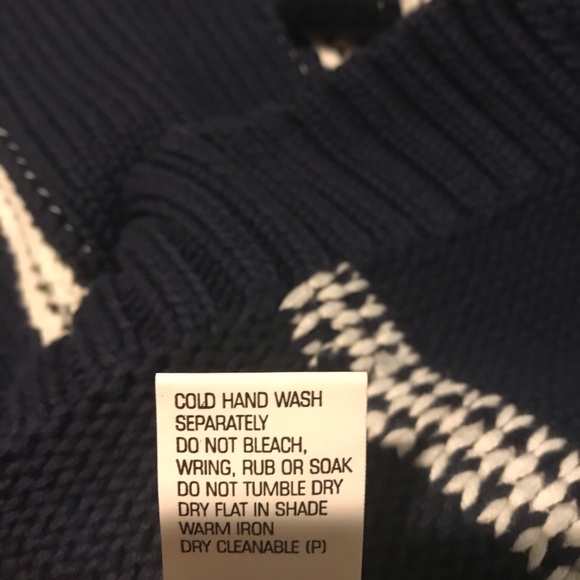 COLD HAND WASH
SEPARATELY
DO NOT BLEACH,
WRING, RUB OR SOAK
DO NOT TUMBLE DRY
DRY FLAT IN SHADE
WARM IRON
DRY CLEANABLE (P)